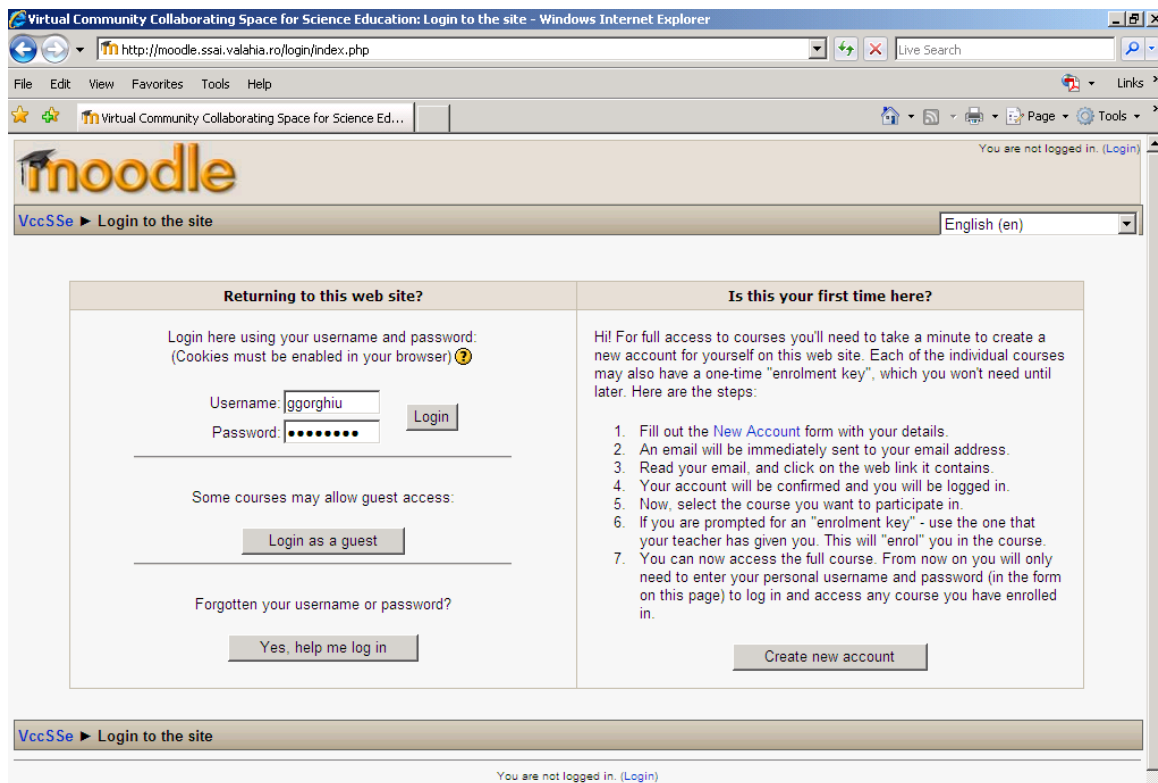 Virtual Community Collaborating Space for Science Education: Login to the site - Windows Internet Explorer
http://moodle.ssai.valahia.ro/login/index.php
Live Search
File Edit View Favorites Tools Help
Links
Virtual Community Collaborating Space for Science Ed...
Page Tools
moodle
You are not logged in. (Login)
VccSSe ► Login to the site
English (en)
Returning to this web site?
Login here using your username and password:
(Cookies must be enabled in your browser) ?
Username: ggorghiu
Password: ●●●●●●●●
Login
Some courses may allow guest access:
Login as a guest
Forgotten your username or password?
Yes, help me log in
Is this your first time here?
Hi! For full access to courses you'll need to take a minute to create a
new account for yourself on this web site. Each of the individual courses
may also have a one-time "enrolment key", which you won't need until
later. Here are the steps:
1. Fill out the New Account form with your details.
2. An email will be immediately sent to your email address.
3. Read your email, and click on the web link it contains.
4. Your account will be confirmed and you will be logged in.
5. Now, select the course you want to participate in.
6. If you are prompted for an "enrolment key" - use the one that
your teacher has given you. This will "enrol" you in the course.
7. You can now access the full course. From now on you will only
need to enter your personal username and password (in the form
on this page) to log in and access any course you have enrolled
in.
Create new account
VccSSe ► Login to the site
You are not logged in. (Login)